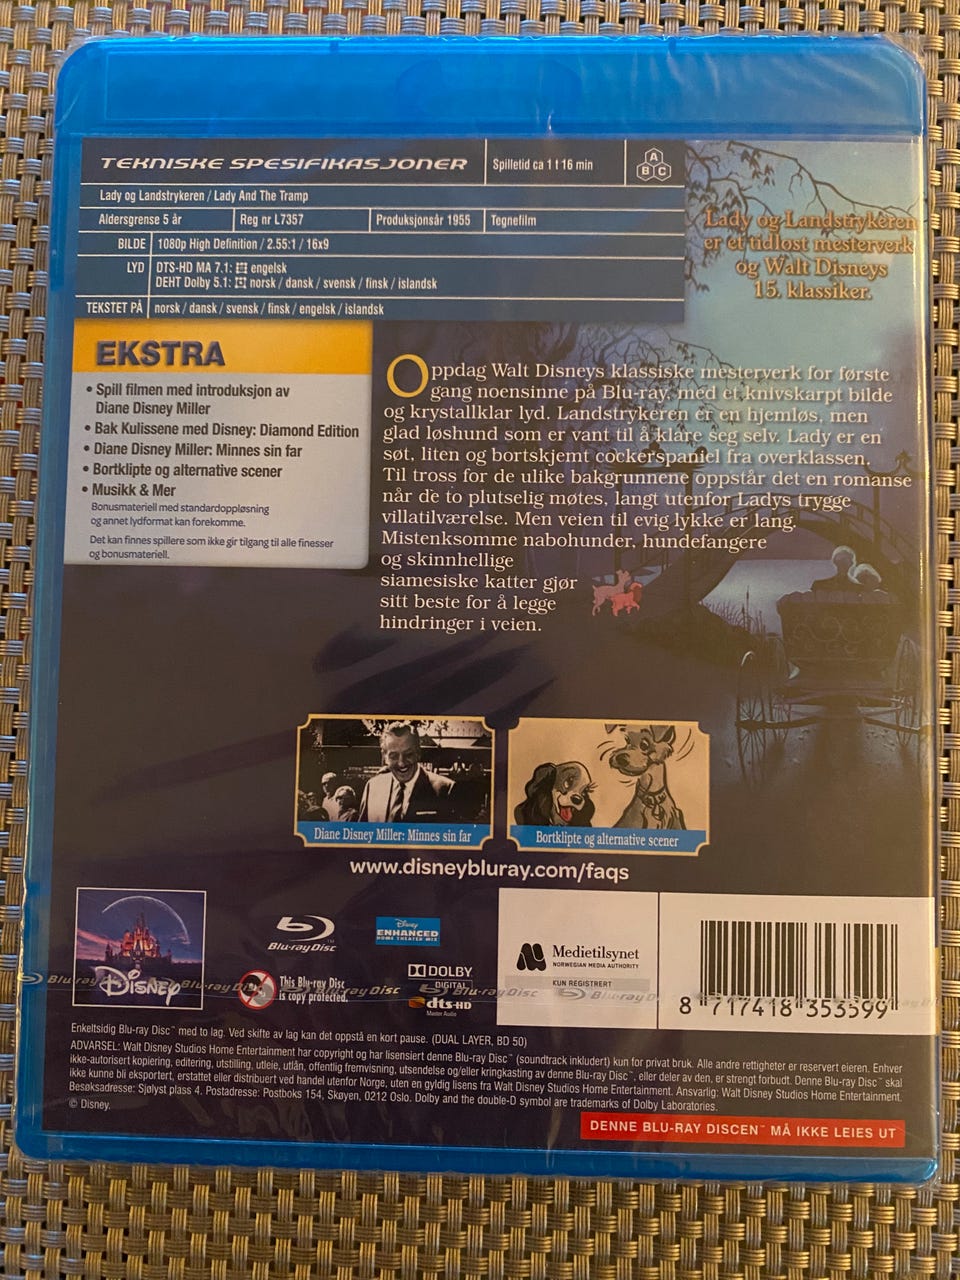 TEKNISKE SPESIFIKASJONER
Spilletid ca 1 t 16 min
A
B C
Lady og Landstrykeren / Lady And The Tramp
Aldersgrense 5 år
Reg nr L7357
Produksjonsår 1955
Tegnefilm
BILDE
1080p High Definition / 2.55:1 / 16x9
LYD
DTS-HD MA 7.1: engelsk
DEHT Dolby 5.1: norsk / dansk / svensk / finsk / islandsk
TEKSTET PÅ
norsk / dansk / svensk / finsk / engelsk / islandsk
Lady og Landstrykeren
er et tidløst mesterverk
og Walt Disneys
15. klassiker.
EKSTRA
• Spill filmen med introduksjon av
Diane Disney Miller
• Bak Kulissene med Disney: Diamond Edition
• Diane Disney Miller: Minnes sin far
• Bortklipte og alternative scener
• Musikk & Mer
Bonusmateriell med standardoppløsning
og annet lydformat kan forekomme.
Det kan finnes spillere som ikke gir tilgang til alle finesser
og bonusmateriell.
Oppdag Walt Disneys klassiske mesterverk for første
gang noensinne på Blu-ray, med et knivskarpt bilde
og krystallklar lyd. Landstrykeren er en hjemløs, men
glad løshund som er vant til å klare seg selv. Lady er en
søt, liten og bortskjemt cockerspaniel fra overklassen.
Til tross for de ulike bakgrunnene oppstår det en romanse
når de to plutselig møtes, langt utenfor Ladys trygge
villatilværelse. Men veien til evig lykke er lang.
Mistenksomme nabohunder, hundefangere
og skinnhellige
siamesiske katter gjør
sitt beste for å legge
hindringer i veien.
Diane Disney Miller: Minnes sin far
Bortklipte og alternative scener
www.disneybluray.com/faqs
Disney
Blu-ray Disc™
Disney
ENHANCED
HOME THEATER MIX
This Blu-ray Disc
is copy protected.
DOLBY
DIGITAL
dts-HD
Master Audio
Medietilsynet
NORWEGIAN MEDIA AUTHORITY
KUN REGISTRERT
8 717418 353599
Blu-ray Disc Blu-ray Disc Blu-ray Disc Blu-ray Disc
Enkeltsidig Blu-ray Disc™ med to lag. Ved skifte av lag kan det oppstå en kort pause. (DUAL LAYER, BD 50)
ADVARSEL: Walt Disney Studios Home Entertainment har copyright og har lisensiert denne Blu-ray Disc™ (soundtrack inkludert) kun for privat bruk. Alle andre rettigheter er reservert eieren. Enhver
ikke-autorisert kopiering, editering, utstilling, utleie, utlån, offentlig fremvisning, utsendelse og/eller kringkasting av denne Blu-ray Disc™, eller deler av den, er strengt forbudt. Denne Blu-ray Disc™ skal
ikke kunne bli eksportert, erstattet eller distribuert ved handel utenfor Norge, uten en gyldig lisens fra Walt Disney Studios Home Entertainment. Ansvarlig: Walt Disney Studios Home Entertainment.
Besøksadresse: Sjølyst plass 4. Postadresse: Postboks 154, Skøyen, 0212 Oslo. Dolby and the double-D symbol are trademarks of Dolby Laboratories.
© Disney.
DENNE BLU-RAY DISCEN™ MÅ IKKE LEIES UT